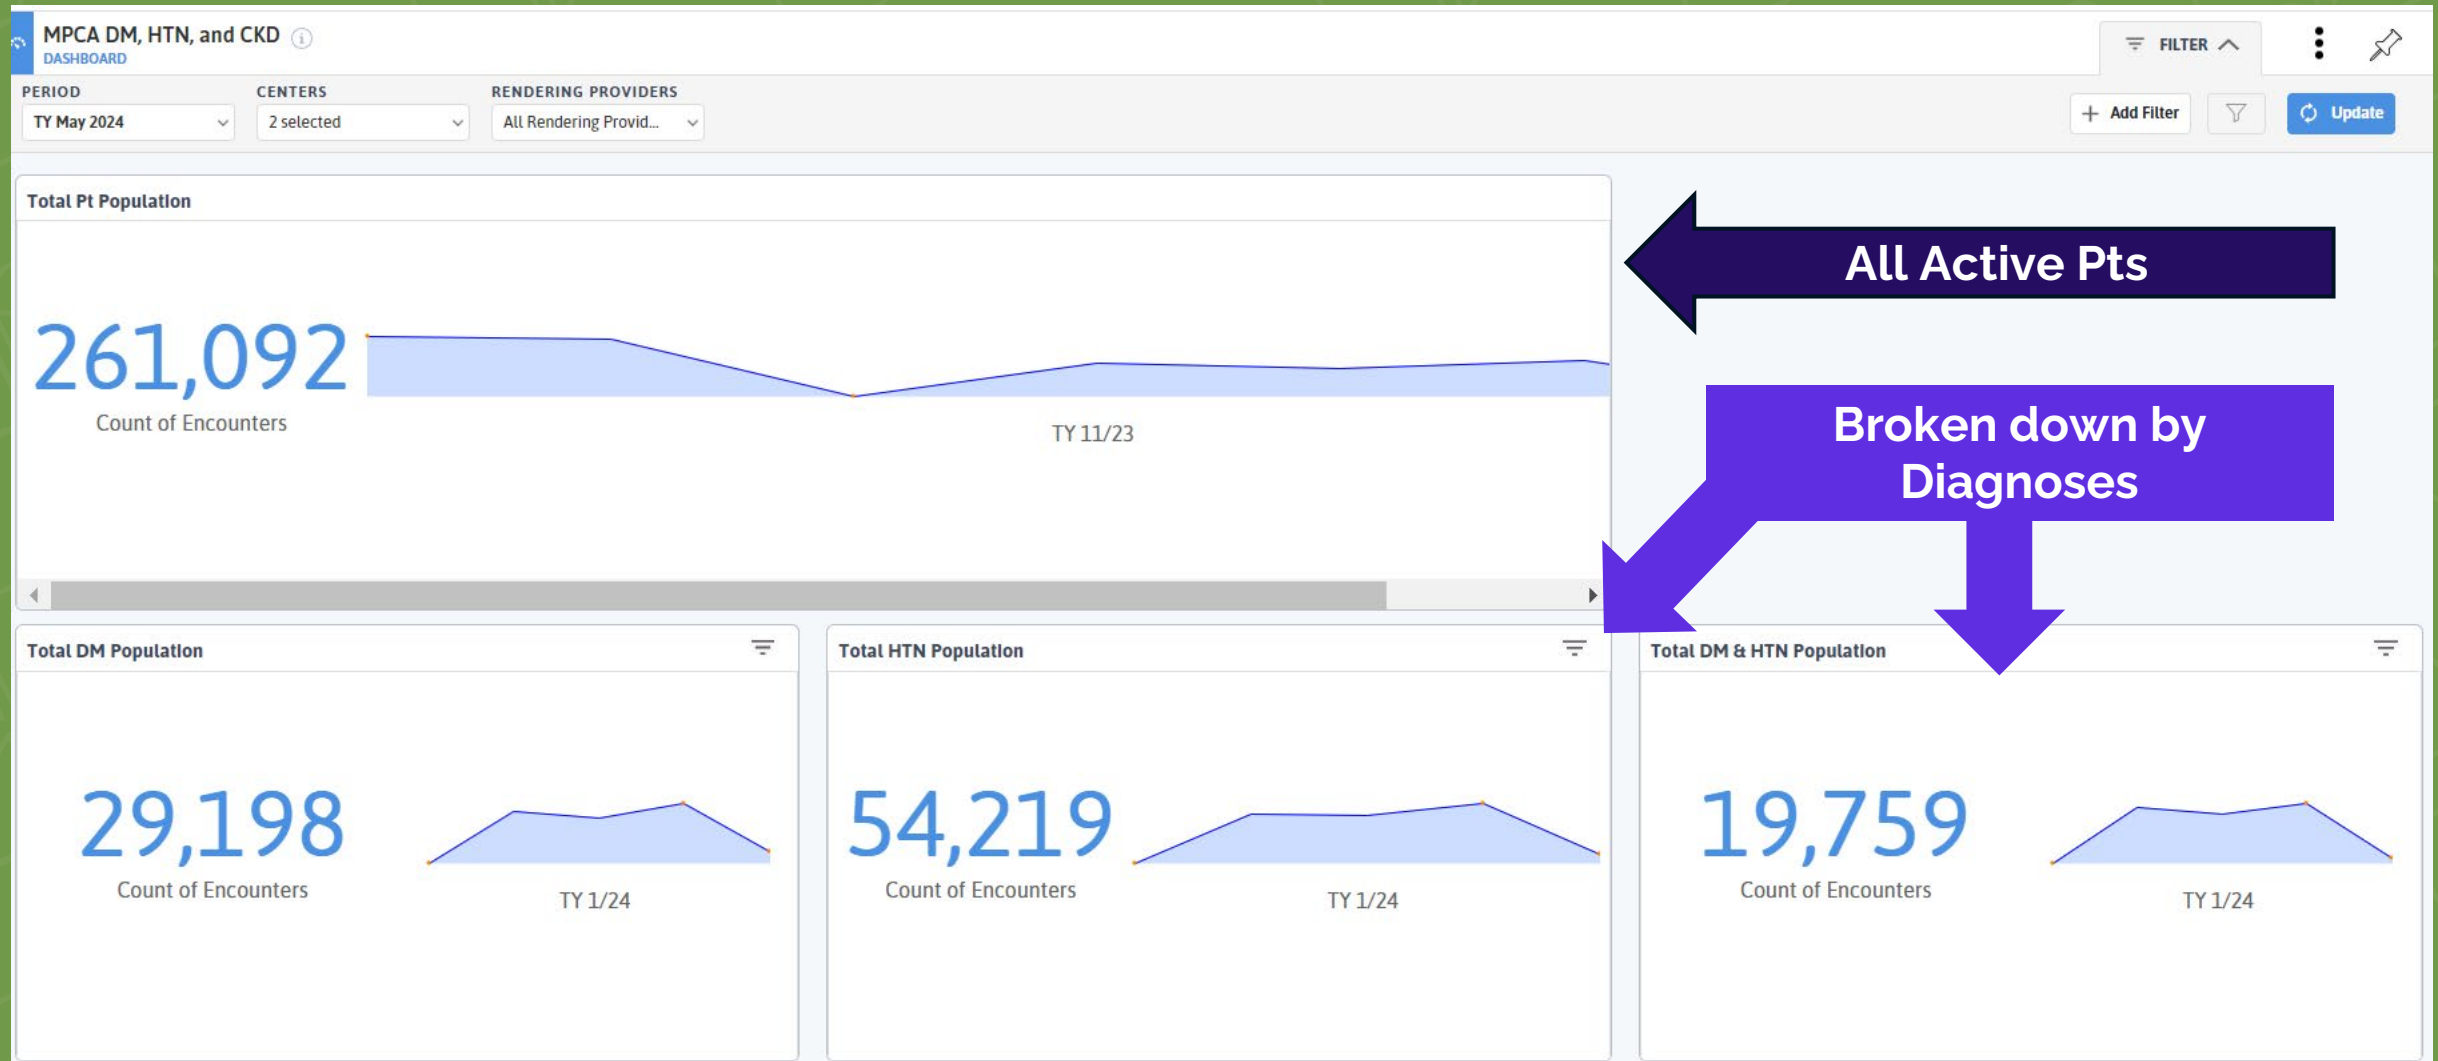 MPCA DM, HTN, and CKD
DASHBOARD
FILTER
PERIOD
CENTERS
RENDERING PROVIDERS
TY May 2024
2 selected
All Rendering Provid...
+ Add Filter
Update
Total Pt Population
All Active Pts
261,092
Count of Encounters
TY 11/23
Broken down by
Diagnoses
Total DM Population
Total HTN Population
Total DM & HTN Population
29,198
Count of Encounters
TY 1/24
54,219
Count of Encounters
TY 1/24
19,759
Count of Encounters
TY 1/24